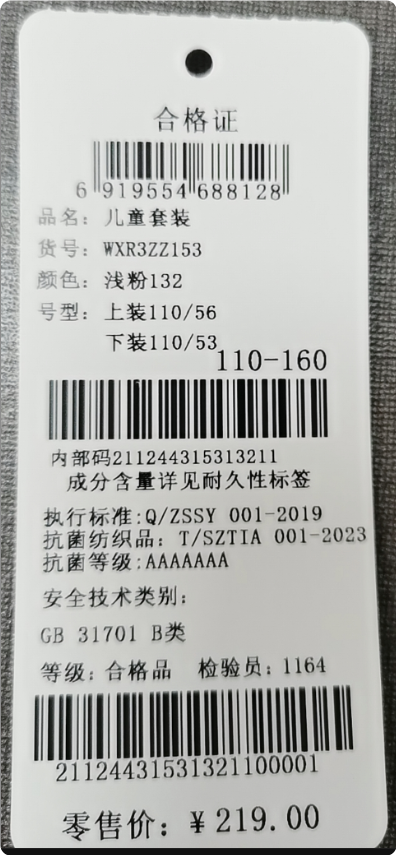 合格证
6 919554 688128
品名：儿童套装
货号：WXR3ZZ153
颜色：浅粉132
号型：上装110/56
下装110/53
110-160
内部码211244315313211
成分含量详见耐久性标签
执行标准:Q/ZSSY 001-2019
抗菌纺织品：T/SZTIA 001-2023
抗菌等级:AAAAAAA
安全技术类别：
GB 31701 B类
等级：合格品 检验员：1164
21124431531321100001
零售价：￥219.00